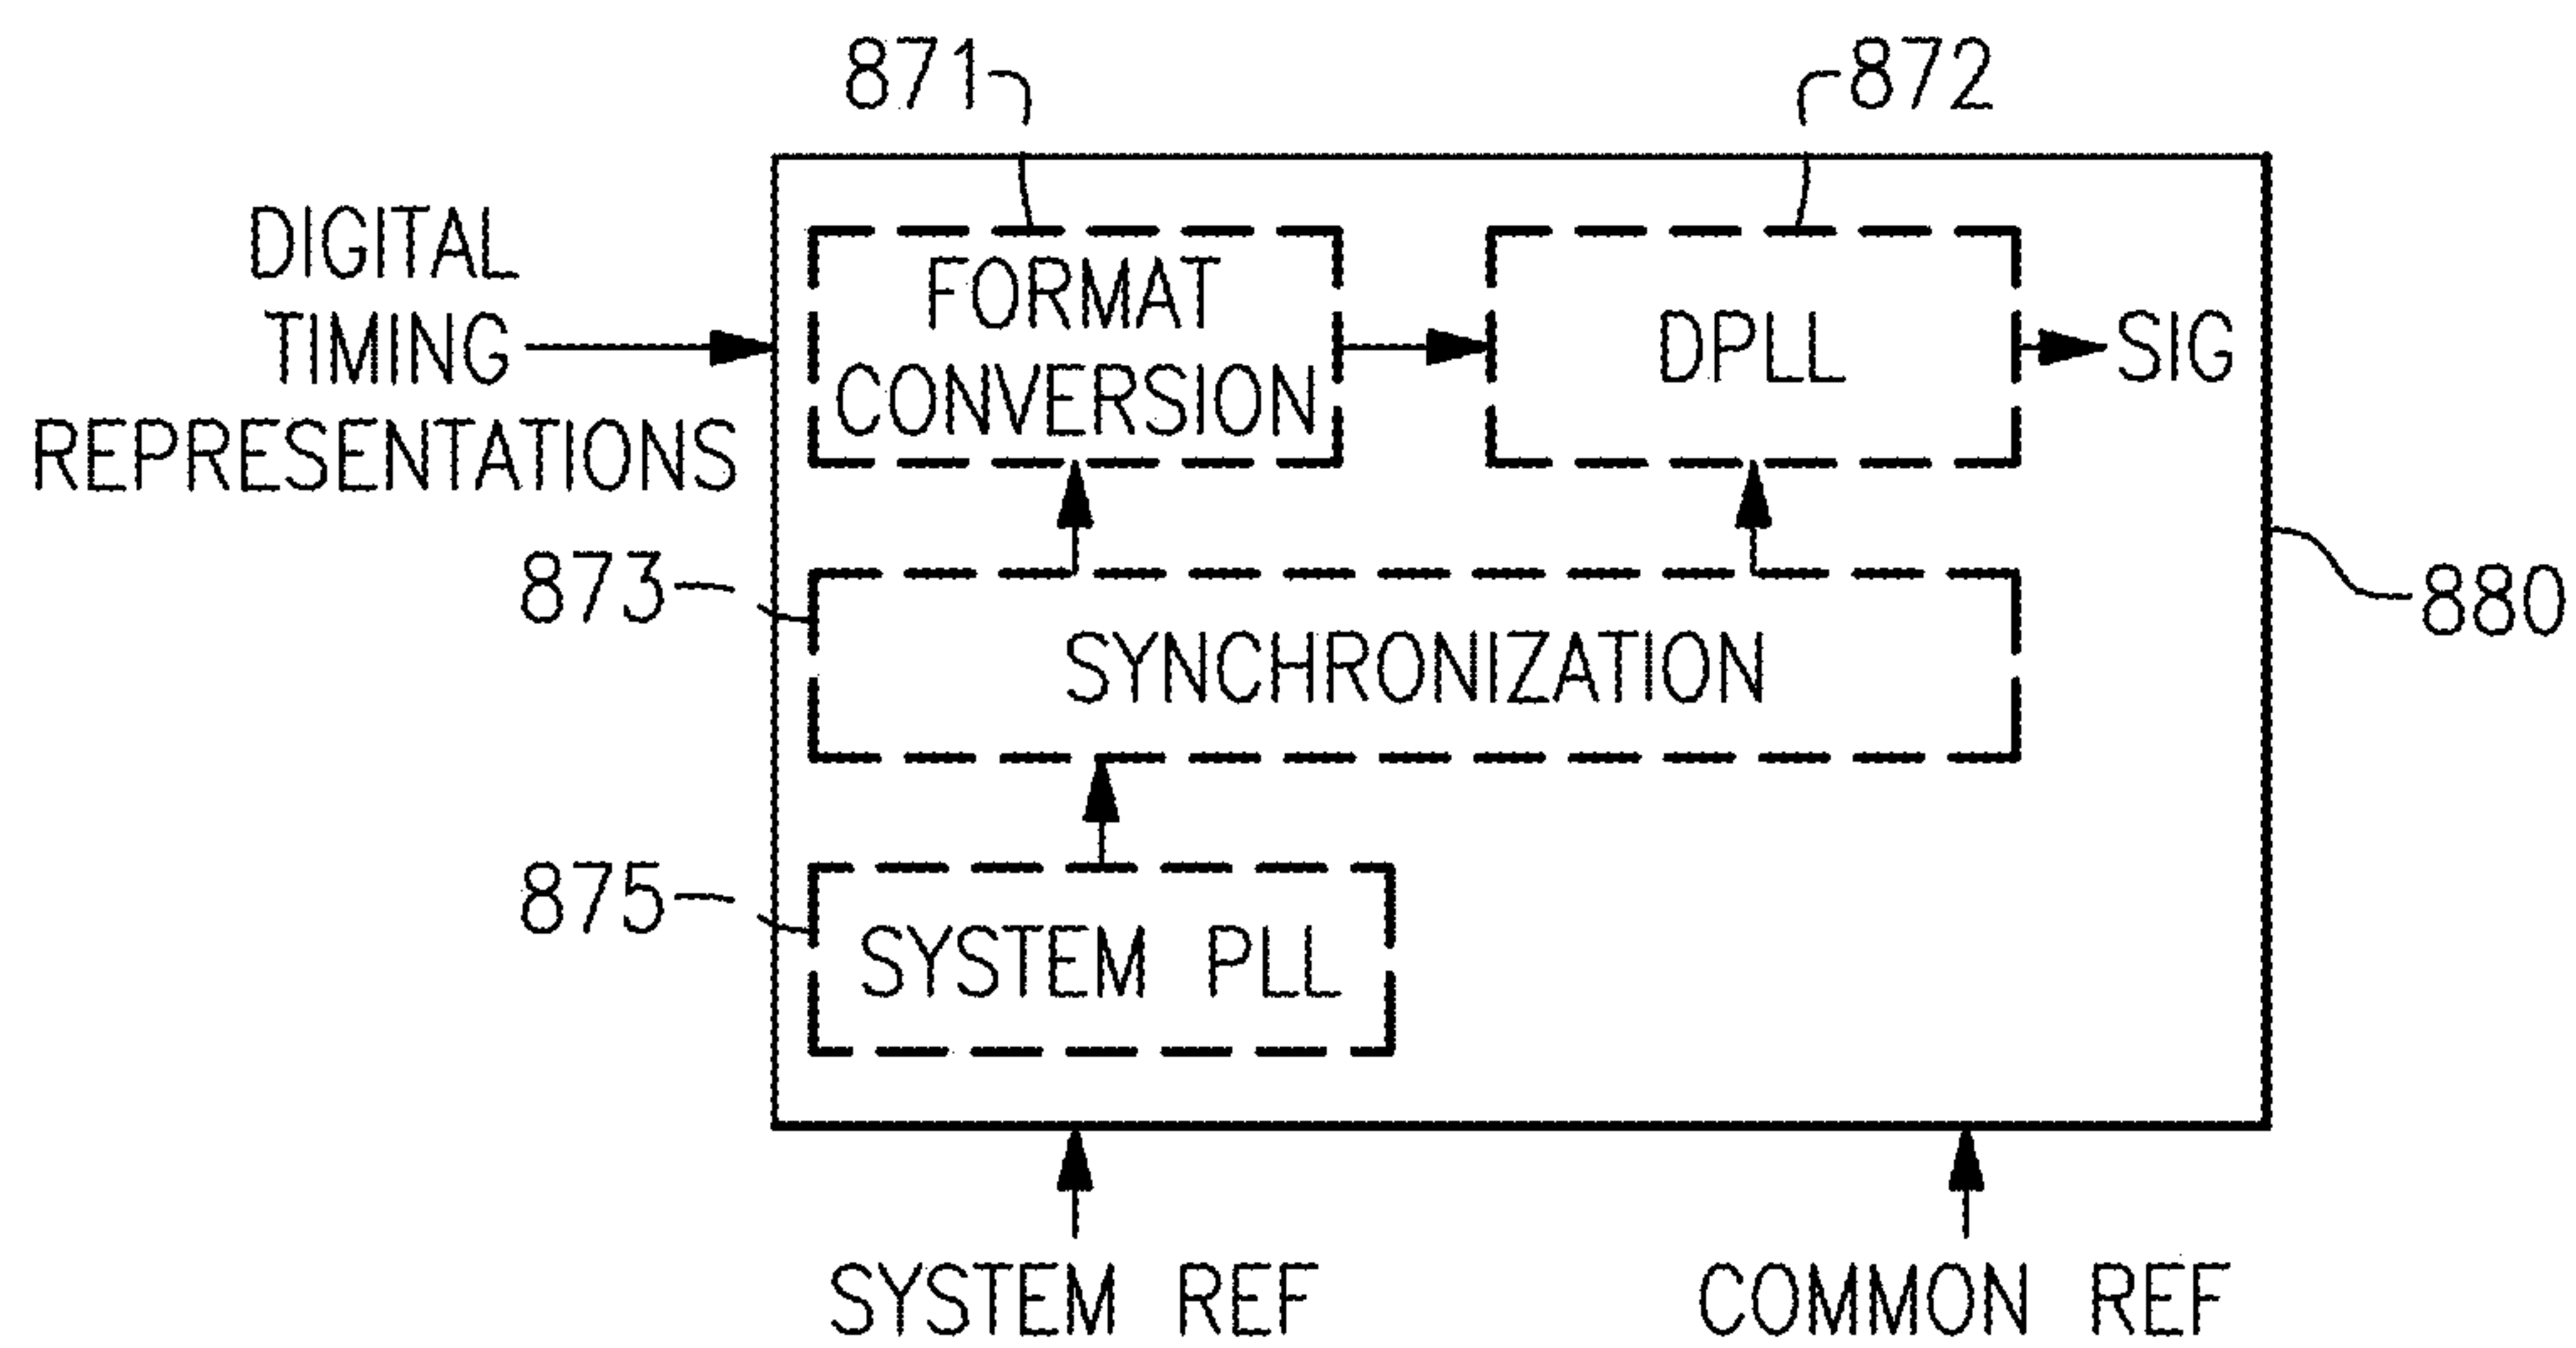 871
872
DIGITAL
TIMING
REPRESENTATIONS
FORMAT
CONVERSION
DPLL
SIG
873
SYNCHRONIZATION
880
875
SYSTEM PLL
SYSTEM REF
COMMON REF